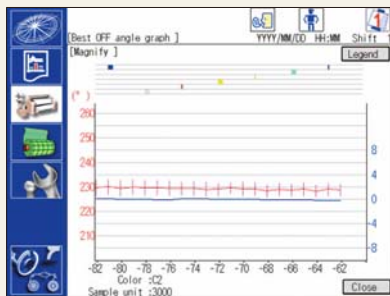 [Best OFF angle graph ]
YYYY/MM/DD HH:MM Shift 1
[Magnify ]
Legend
(°)
260
250
240
230
220
210
8
4
0
-4
-8
-82 -80 -78 -76 -74 -72 -70 -68 -66 -64 -62
Color :C2
Sample unit :3000
Close